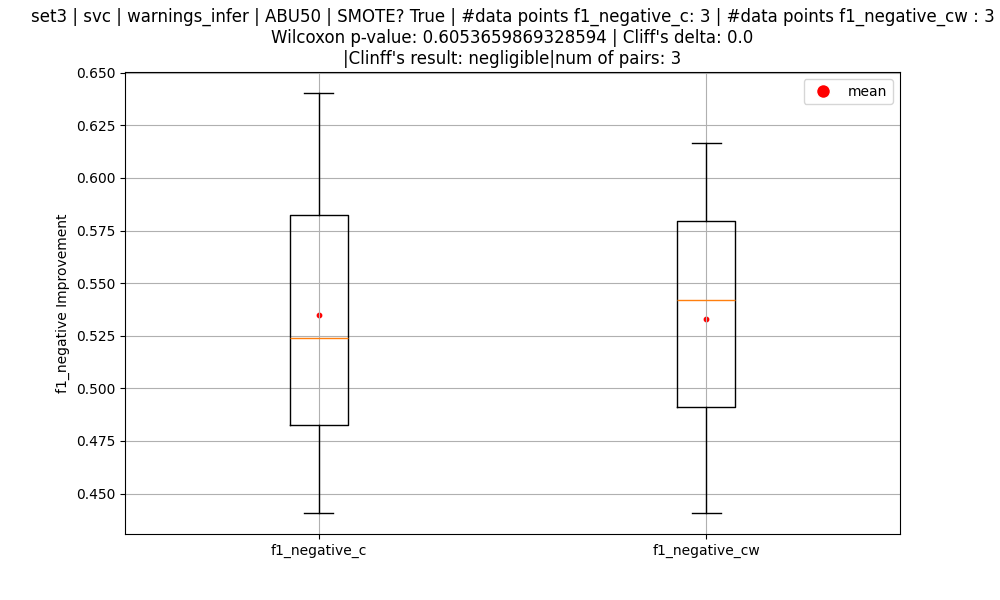 set3 | svc | warnings_infer | ABU50 | SMOTE? True | #data points f1_negative_c: 3 | #data points f1_negative_cw : 3
Wilcoxon p-value: 0.6053659869328594 | Cliff's delta: 0.0
|Clinff's result: negligible|num of pairs: 3
mean
0.650
0.625
0.600
0.575
0.550
0.525
0.500
0.475
0.450
f1_negative Improvement
f1_negative_c
f1_negative_cw